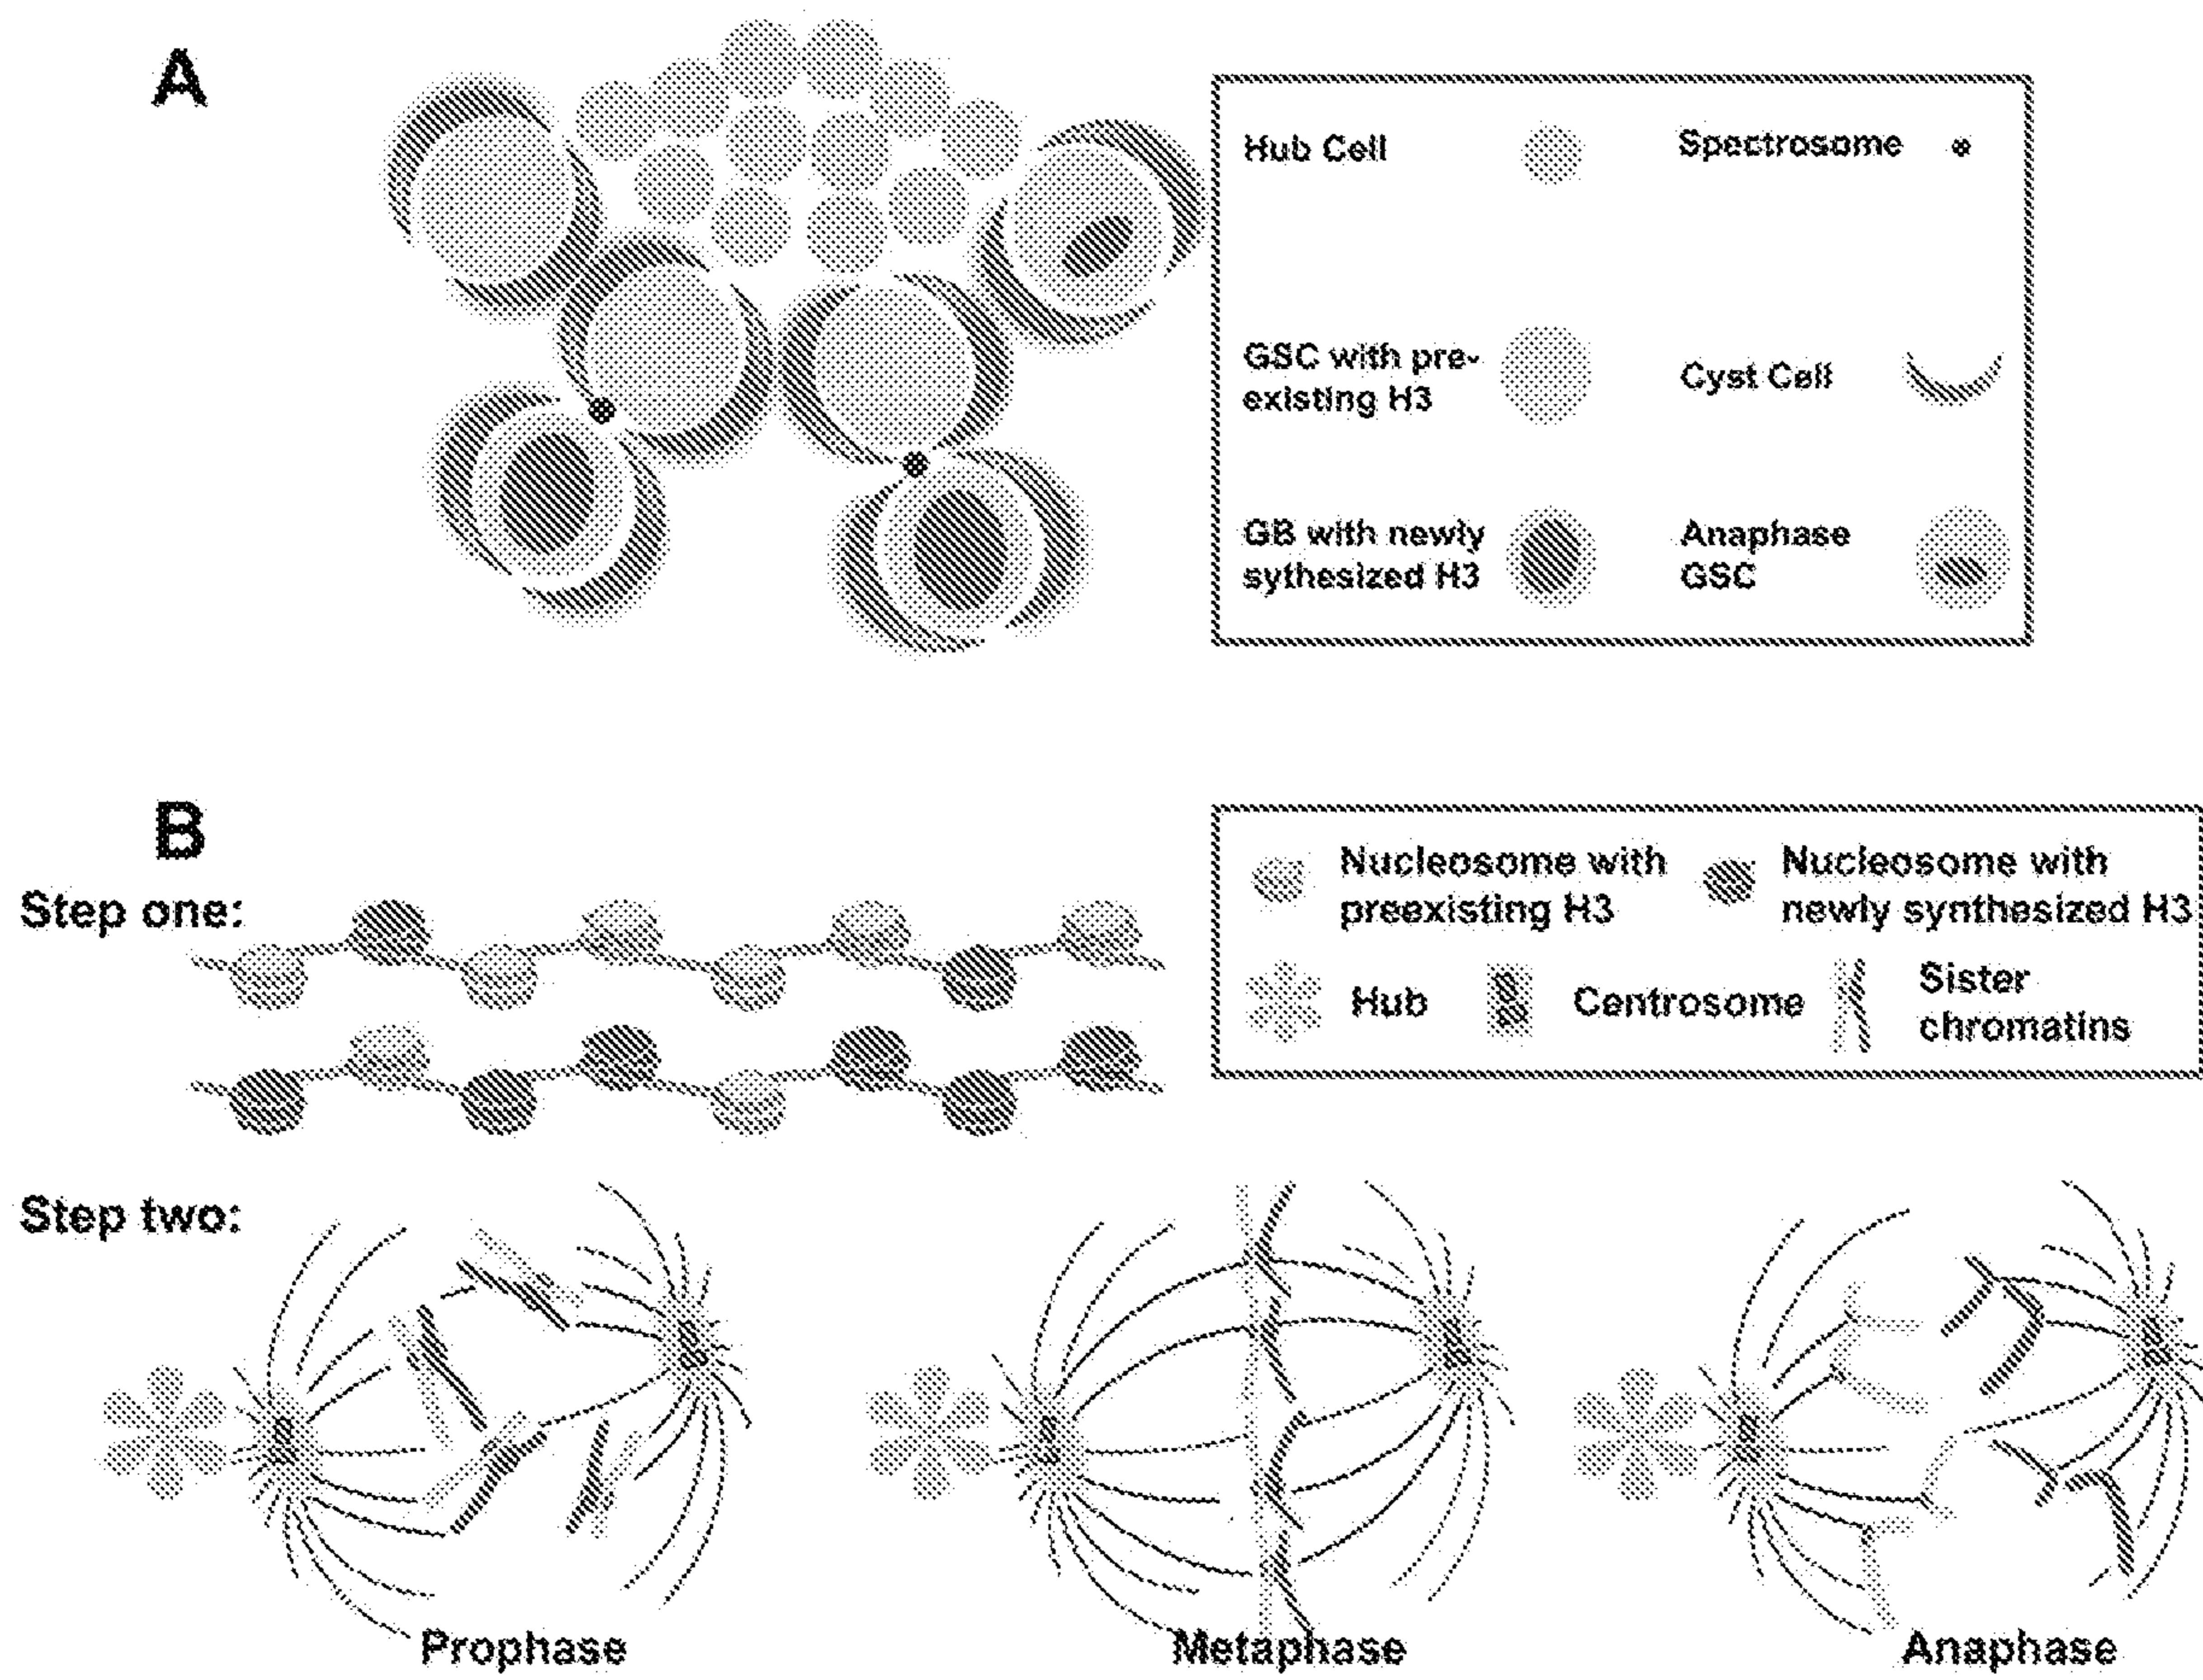 A
Hub Cell
Spectrosome
GSC with pre-
existing H3
Cyst Cell
GB with newly
sythesized H3
Anaphase
GSC
B
Step one:
Nucleosome with
preexisting H3
Nucleosome with
newly synthesized H3
Hub
Centrosome
Sister
chromatins
Step two:
Prophase
Metaphase
Anaphase